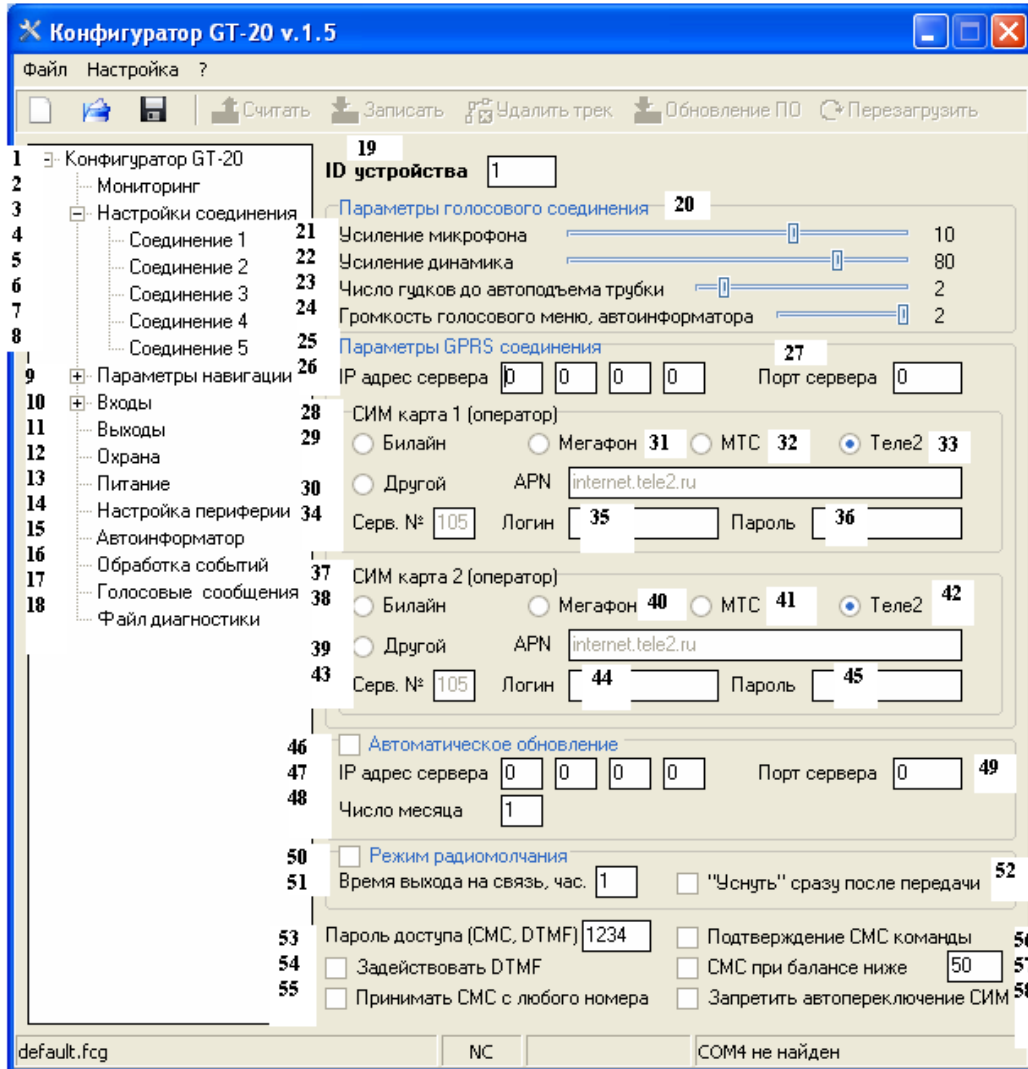 Конфигуратор GT-20 v.1.5
Файл Настройка ?
Считать Записать Удалить трек Обновление ПО Перезагрузить
1 Конфигуратор GT-20
2 Мониторинг
3 Настройки соединения
4 Соединение 1
5 Соединение 2
6 Соединение 3
7 Соединение 4
8 Соединение 5
9 Параметры навигации
10 Входы
11 Выходы
12 Охрана
13 Питание
14 Настройка периферии
15 Автоинформатор
16 Обработка событий
17 Голосовые сообщения
18 Файл диагностики
19
ID устройства 1
Параметры голосового соединения 20
21 Усиление микрофона 10
22 Усиление динамика 80
23 Число гудков до автоподъема трубки 2
24 Громкость голосового меню, автоинформатора 2
25 Параметры GPRS соединения 27
26 IP адрес сервера 0 0 0 0 Порт сервера 0
28 СИМ карта 1 (оператор)
29 Билайн Мегафон 31 МТС 32 Теле2 33
30 Другой APN internet.tele2.ru
34 Серв. № 105 Логин 35 Пароль 36
37 СИМ карта 2 (оператор)
38 Билайн Мегафон 40 МТС 41 Теле2 42
39 Другой APN internet.tele2.ru
43 Серв. № 105 Логин 44 Пароль 45
46 Автоматическое обновление
47 IP адрес сервера 0 0 0 0 Порт сервера 0 49
48 Число месяца 1
50 Режим радиомолчания
51 Время выхода на связь, час. 1 "Уснуть" сразу после передачи 52
53 Пароль доступа (СМС, DTMF) 1234 Подтверждение СМС команды 56
54 Задействовать DTMF СМС при балансе ниже 50 57
55 Принимать СМС с любого номера Запретить автопереключение СИМ 58
default.fcg NC COM4 не найден